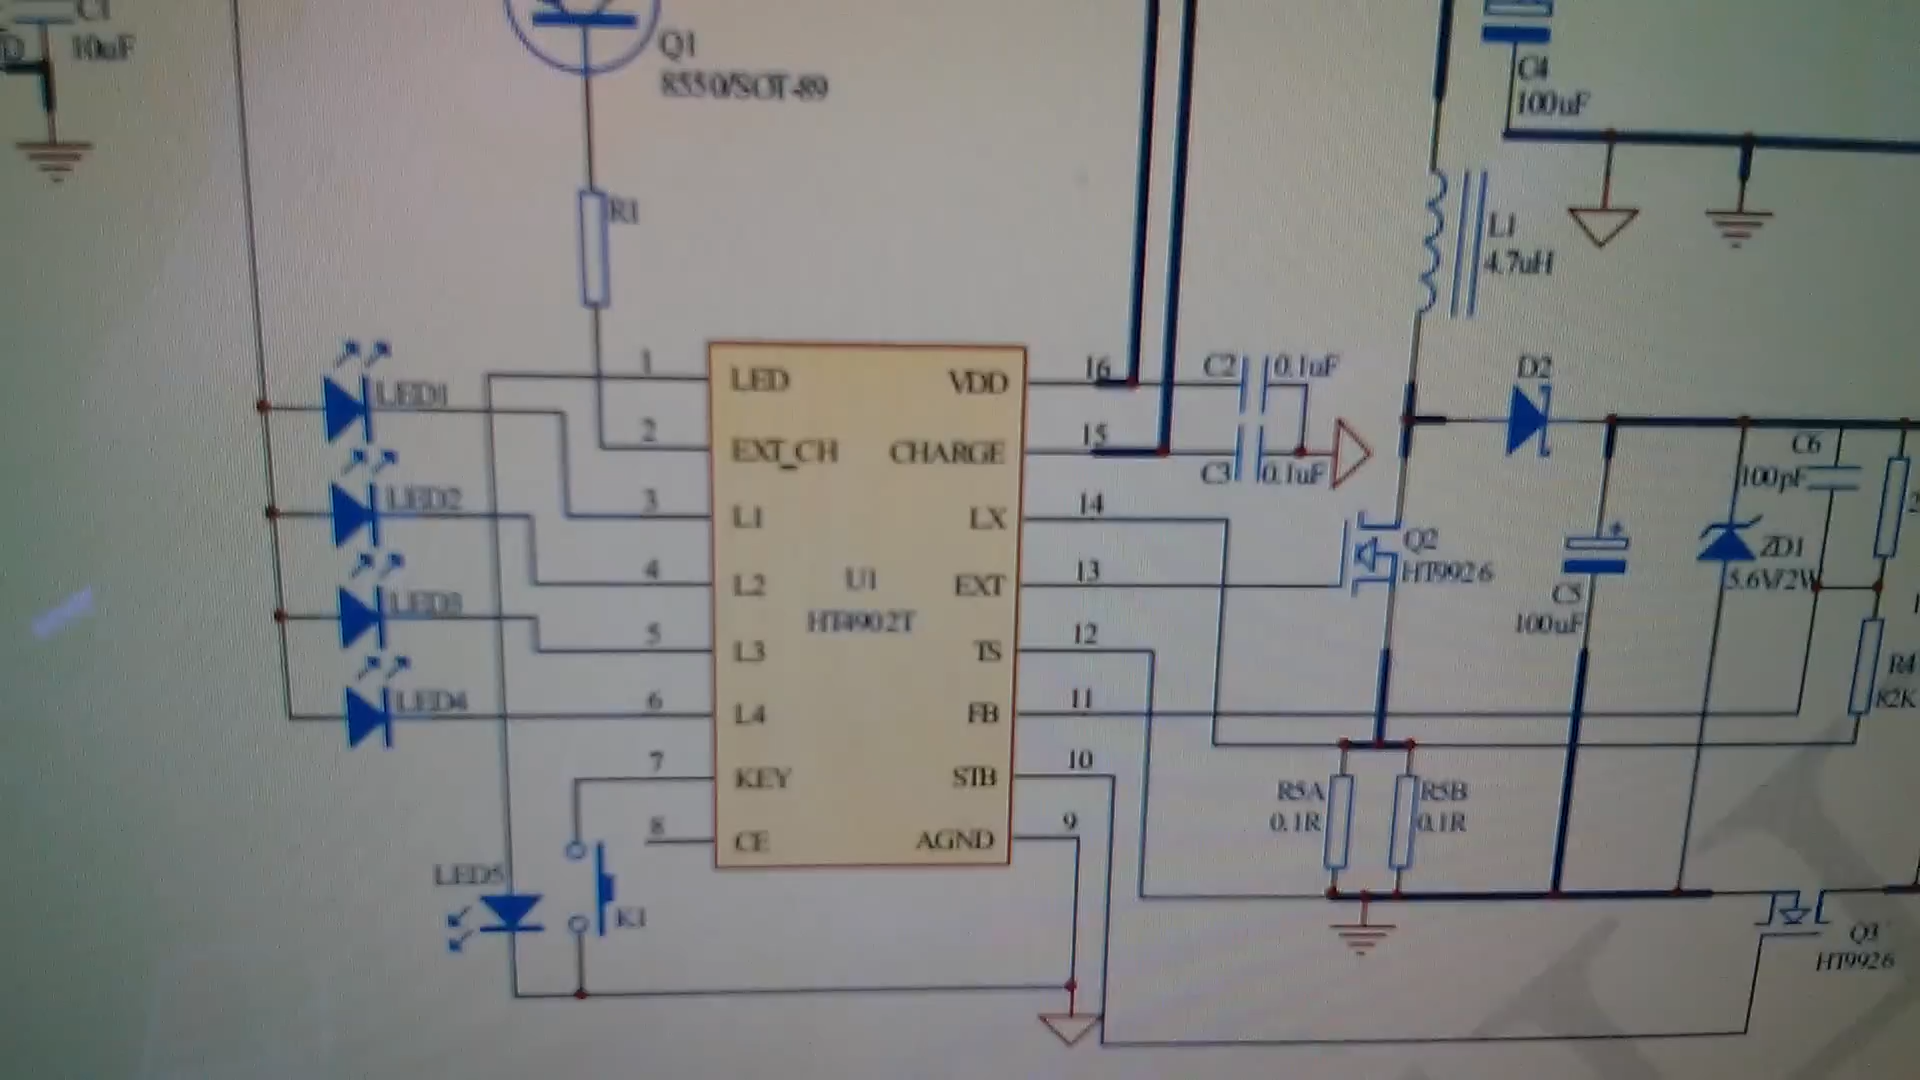 C1
10uF
Q1
8550/SOT-89
R1
C4
100uF
L1
4.7uH
LED1
LED2
LED3
LED4
LED5
K1
1
2
3
4
5
6
7
8
LED
EXT_CH
L1
L2
L3
L4
KEY
CE
U1
HT4902T
VDD
CHARGE
LX
EXT
TS
FB
STB
AGND
16
15
14
13
12
11
10
9
C2
0.1uF
C3
0.1uF
D2
Q2
HT9926
C5
100uF
ZD1
5.6V/2W
C6
100pF
R4
82K
R5A
0.1R
R5B
0.1R
Q3
HT9926